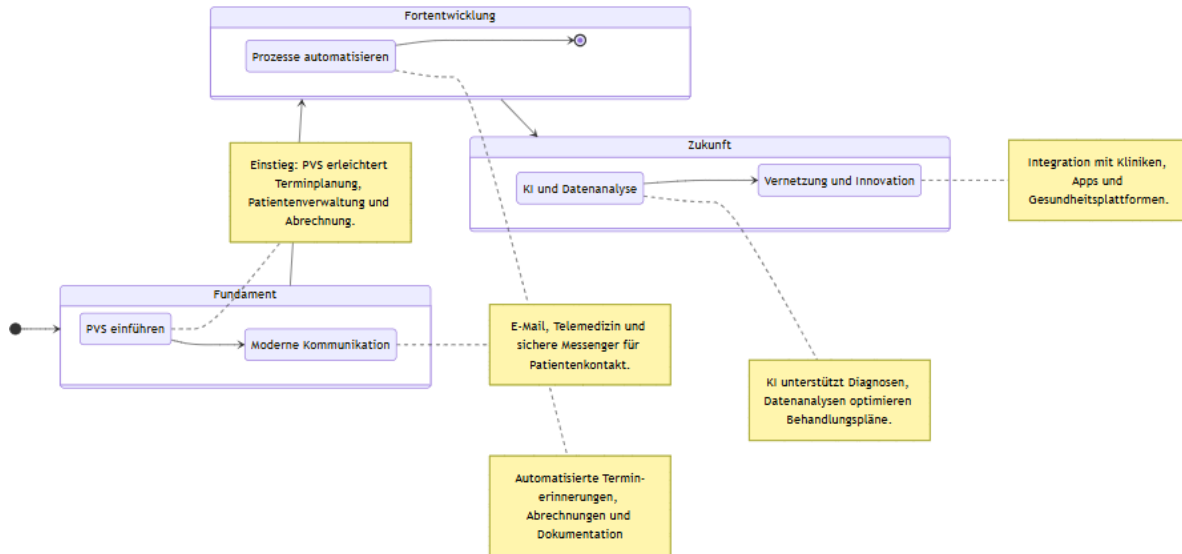 Fortentwicklung
Prozesse automatisieren
Zukunft
KI und Datenanalyse
Vernetzung und Innovation
Integration mit Kliniken,
Apps und
Gesundheitsplattformen.
Einstieg: PVS erleichtert
Terminplanung,
Patientenverwaltung und
Abrechnung.
Fundament
PVS einführen
Moderne Kommunikation
E-Mail, Telemedizin und
sichere Messenger für
Patientenkontakt.
KI unterstützt Diagnosen,
Datenanalysen optimieren
Behandlungspläne.
Automatisierte Termin-
erinnerungen,
Abrechnungen und
Dokumentation